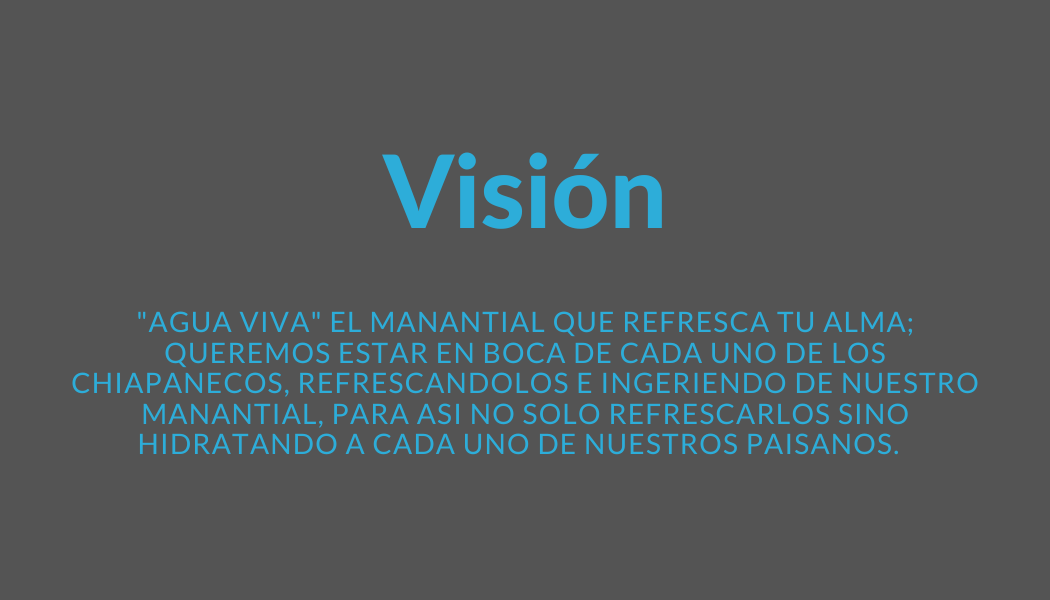 Visión
"AGUA VIVA" EL MANANTIAL QUE REFRESCA TU ALMA;
QUEREMOS ESTAR EN BOCA DE CADA UNO DE LOS
CHIAPANECOS, REFRESCANDOLOS E INGERIENDO DE NUESTRO
MANANTIAL, PARA ASI NO SOLO REFRESCARLOS SINO
HIDRATANDO A CADA UNO DE NUESTROS PAISANOS.